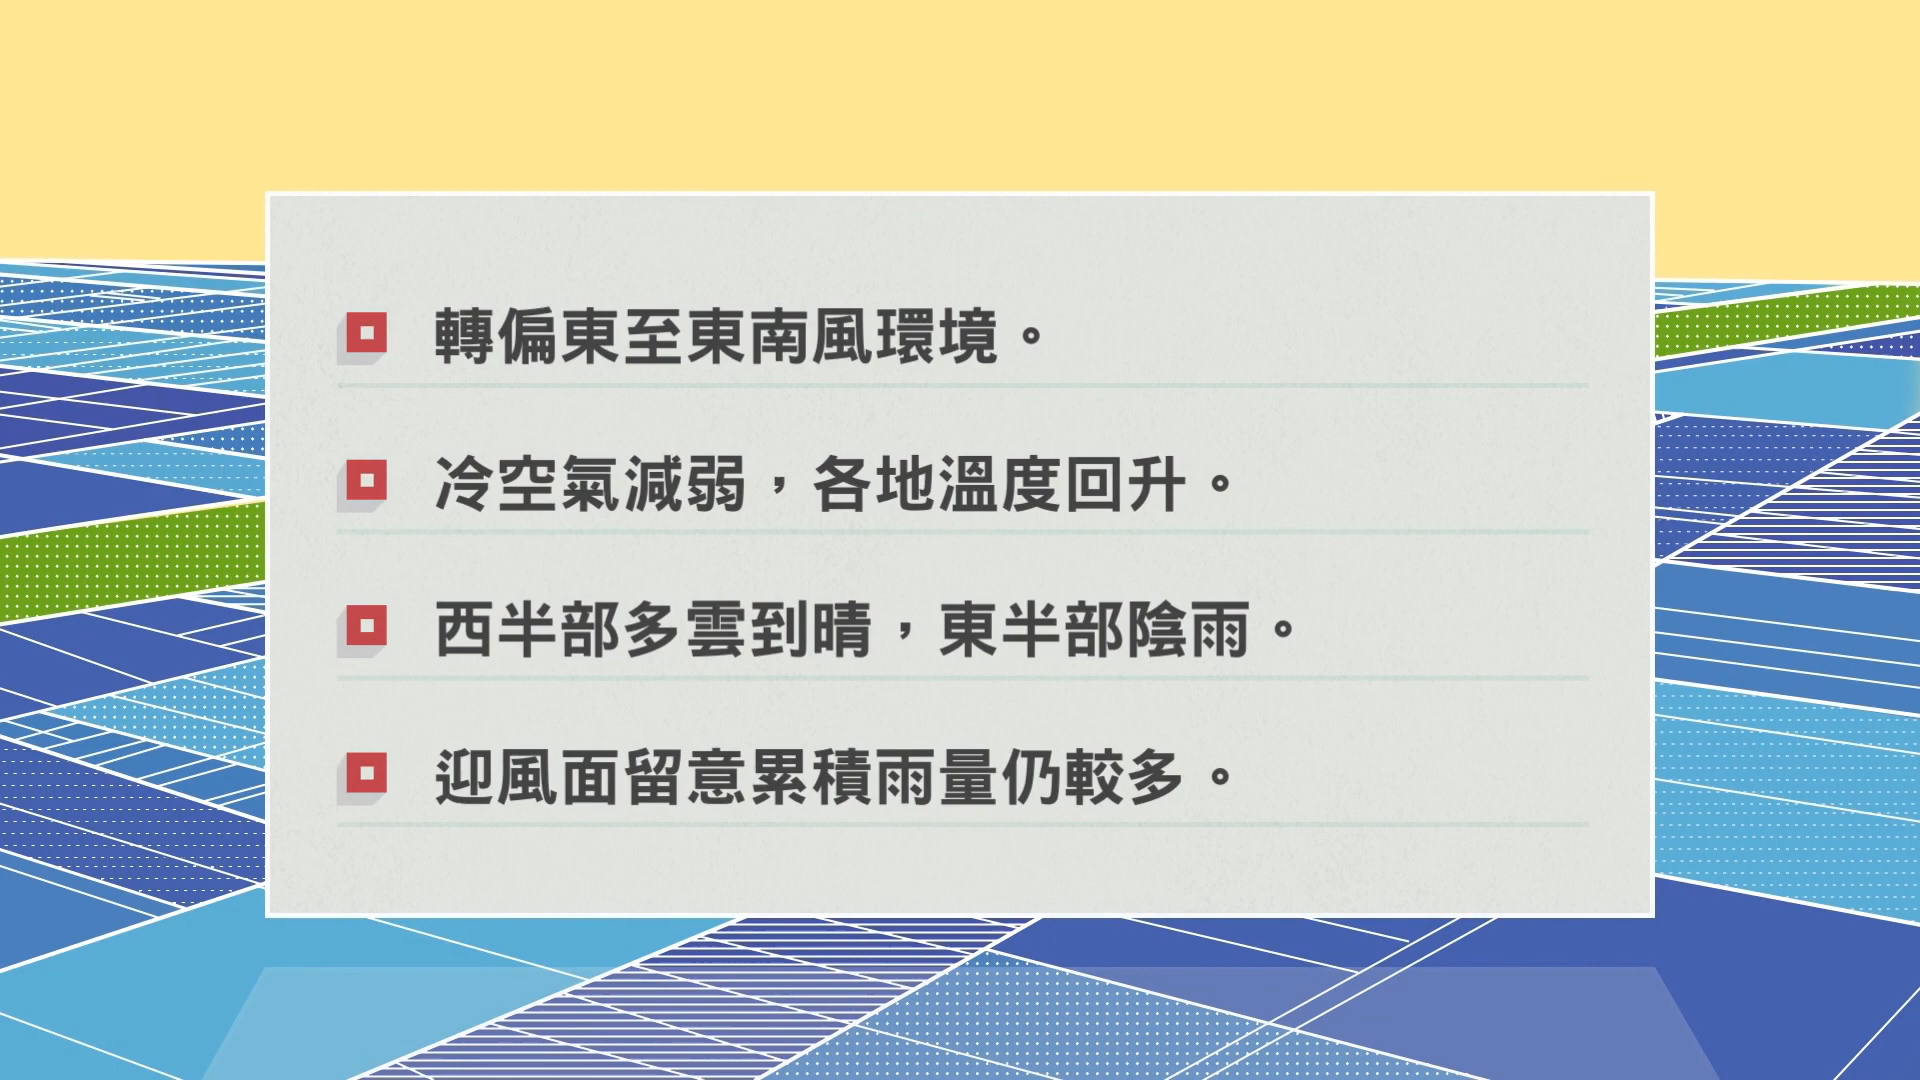 轉偏東至東南風環境。
冷空氣減弱，各地溫度回升。
西半部多雲到晴，東半部陰雨。
迎風面留意累積雨量仍較多。